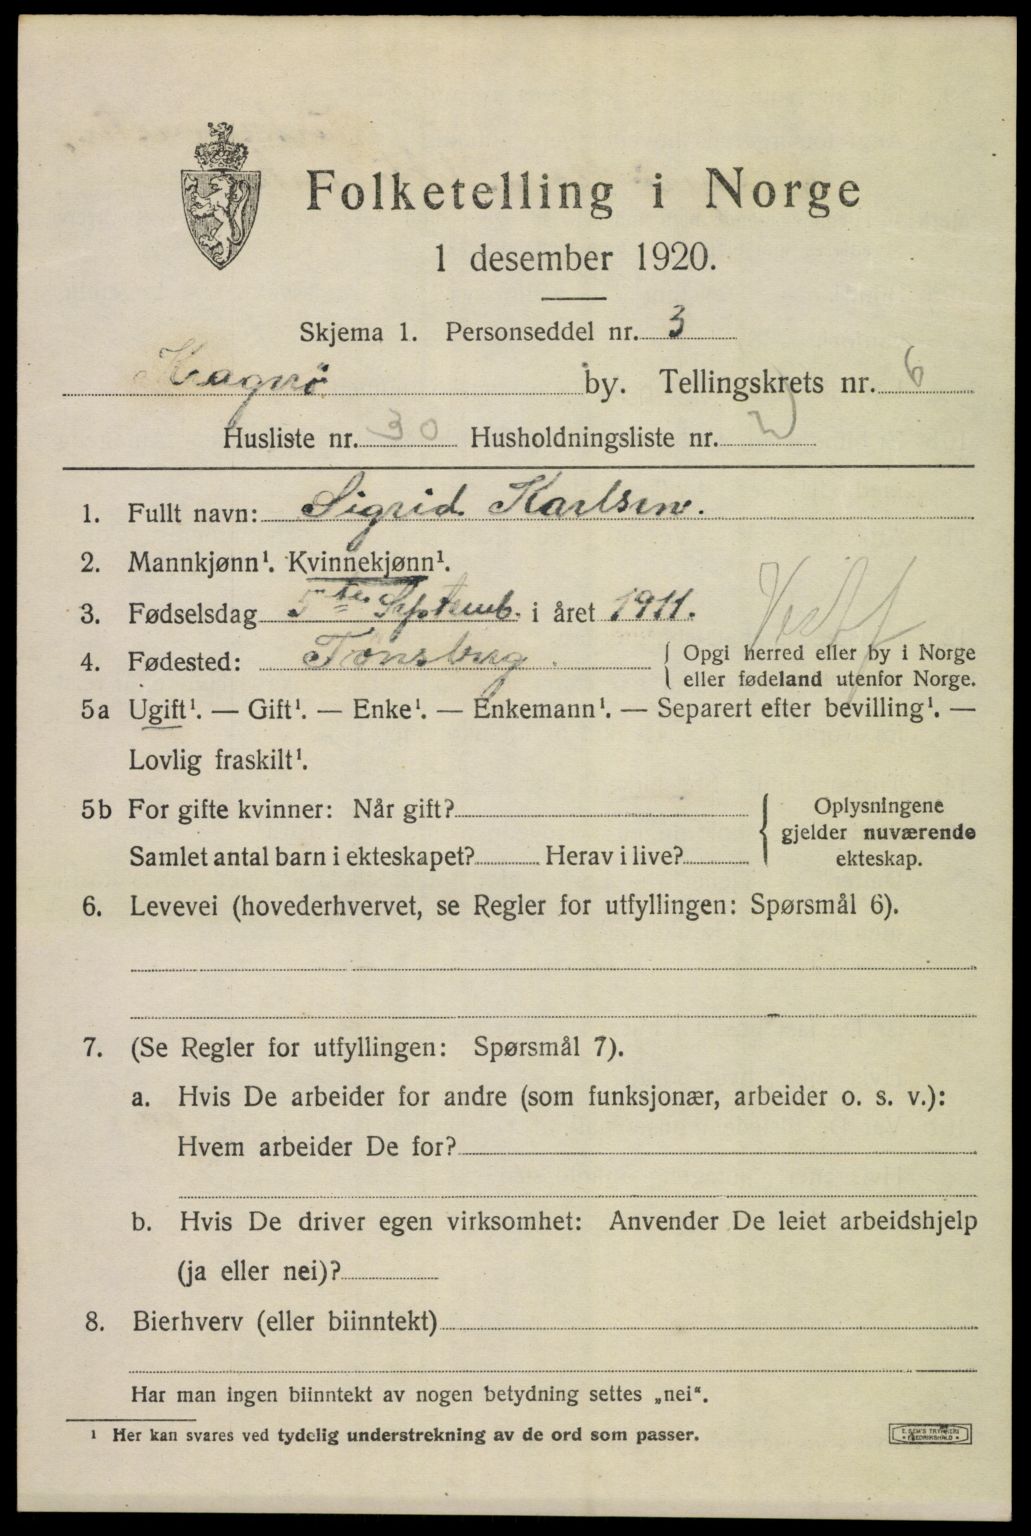 Folketelling i Norge
1 desember 1920.
Skjema 1. Personseddel nr. 3
Kagerø by. Tellingskrets nr. 6
Husliste nr. 30 Husholdningsliste nr. 2
1. Fullt navn: Sigrid Karlsen.
2. Mannkjønn¹. Kvinnekjønn¹.
3. Fødselsdag 5te Septemb. i året 1911.
Vestf
4. Fødested: Tönsberg. { Opgi herred eller by i Norge
eller fødeland utenfor Norge.
5a Ugift¹. — Gift¹. — Enke¹. — Enkemann¹. — Separert efter bevilling¹. —
Lovlig fraskilt¹.
5b For gifte kvinner: Når gift?
Samlet antal barn i ekteskapet? Herav i live?
{ Oplysningene
gjelder nuværende
ekteskap.
6. Levevei (hovederhvervet, se Regler for utfyllingen: Spørsmål 6).
7. (Se Regler for utfyllingen: Spørsmål 7).
a. Hvis De arbeider for andre (som funksjonær, arbeider o. s. v.):
Hvem arbeider De for?
b. Hvis De driver egen virksomhet: Anvender De leiet arbeidshjelp
(ja eller nei)?
8. Bierhverv (eller biinntekt)
Har man ingen biinntekt av nogen betydning settes „nei“.
¹ Her kan svares ved tydelig understrekning av de ord som passer.
E. SEM'S TRYKKERI
• FREDRIKSHALD •